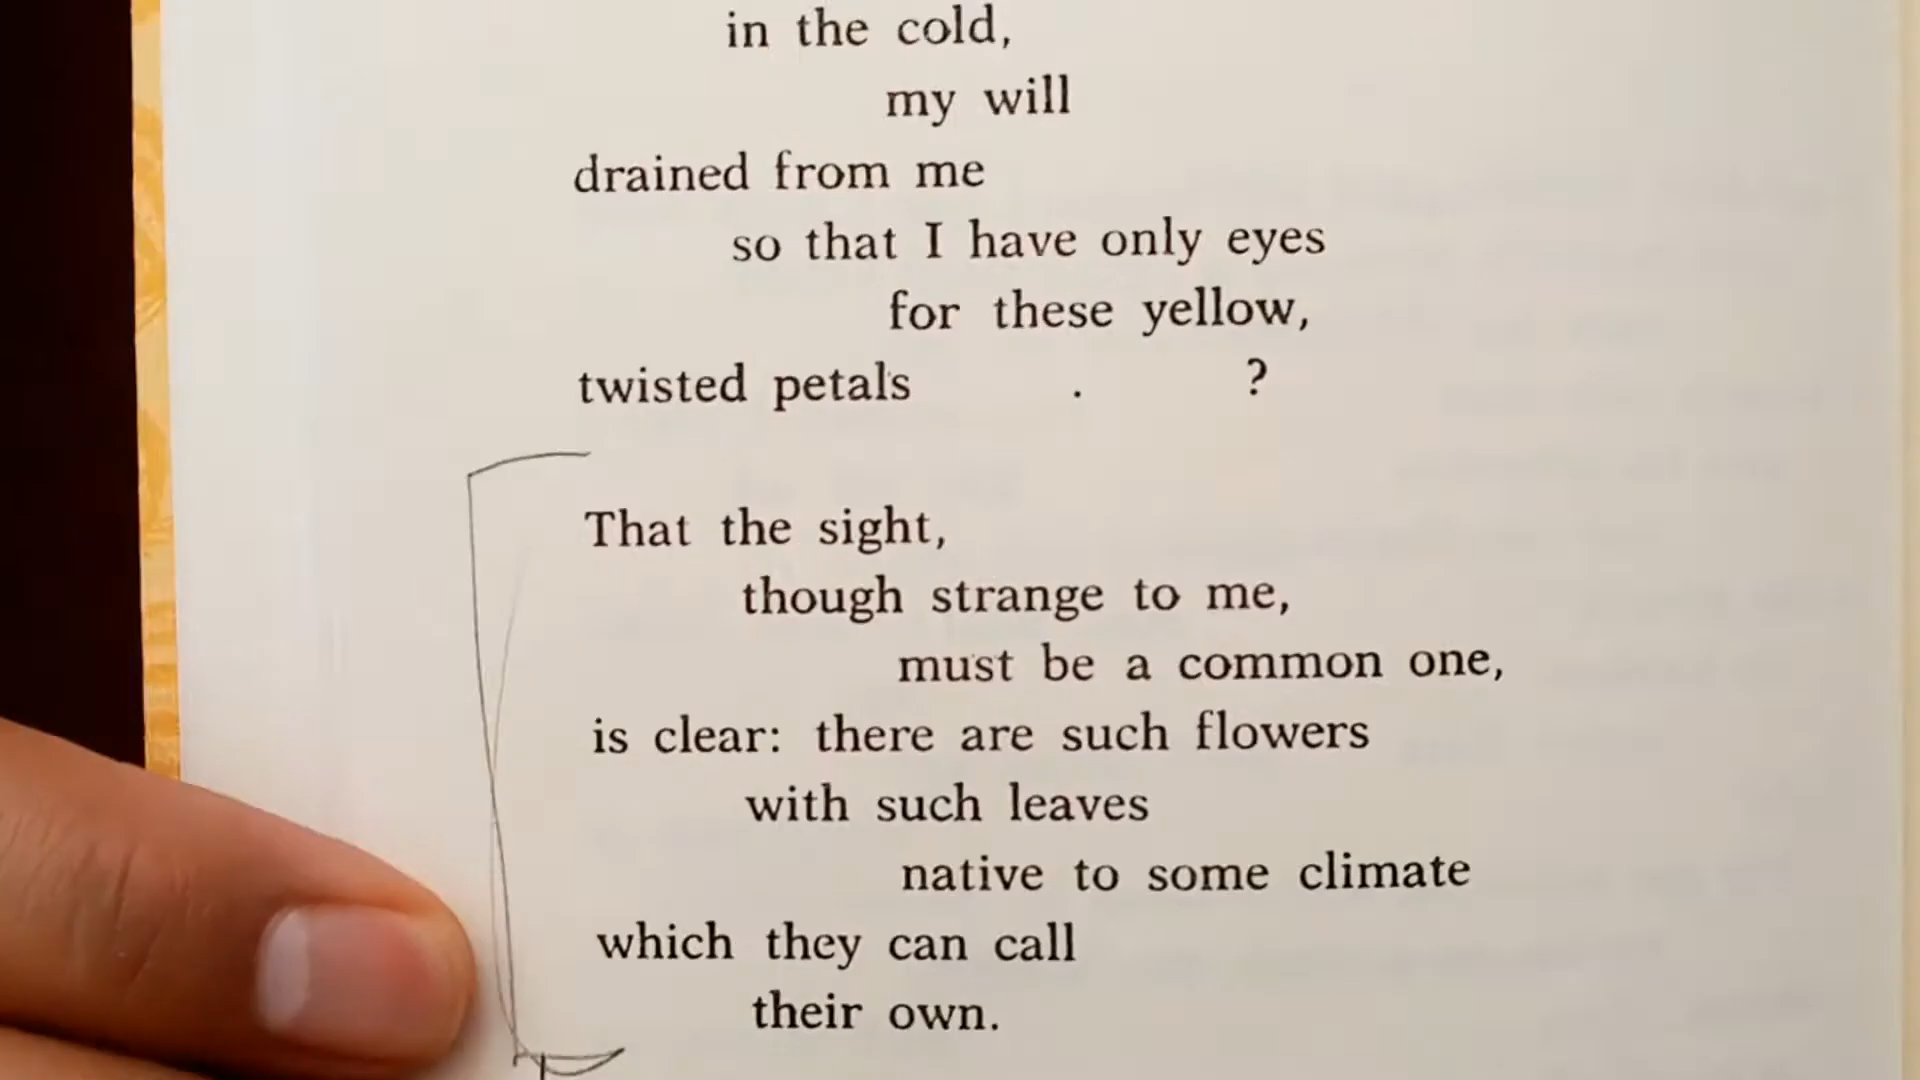 in the cold,
my will
drained from me
so that I have only eyes
for these yellow,
twisted petals . ?
That the sight,
though strange to me,
must be a common one,
is clear: there are such flowers
with such leaves
native to some climate
which they can call
their own.